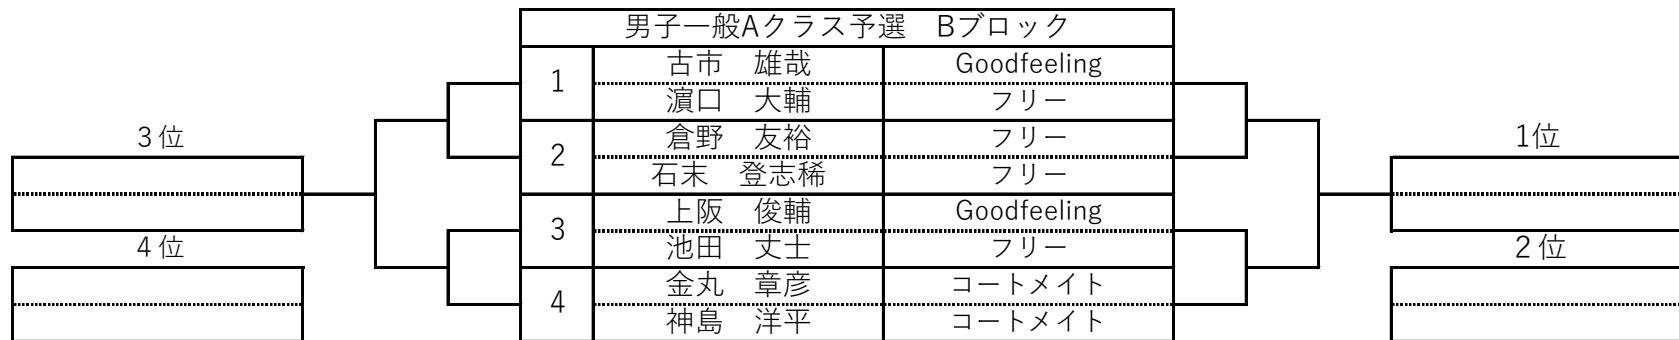 男子一般Aクラス予選　Bブロック
1
古市　雄哉
Goodfeeling
濵口　大輔
フリー
2
倉野　友裕
フリー
石末　登志稀
フリー
3
上阪　俊輔
Goodfeeling
池田　丈士
フリー
4
金丸　章彦
コートメイト
神島　洋平
コートメイト
３位
４位
1位
２位